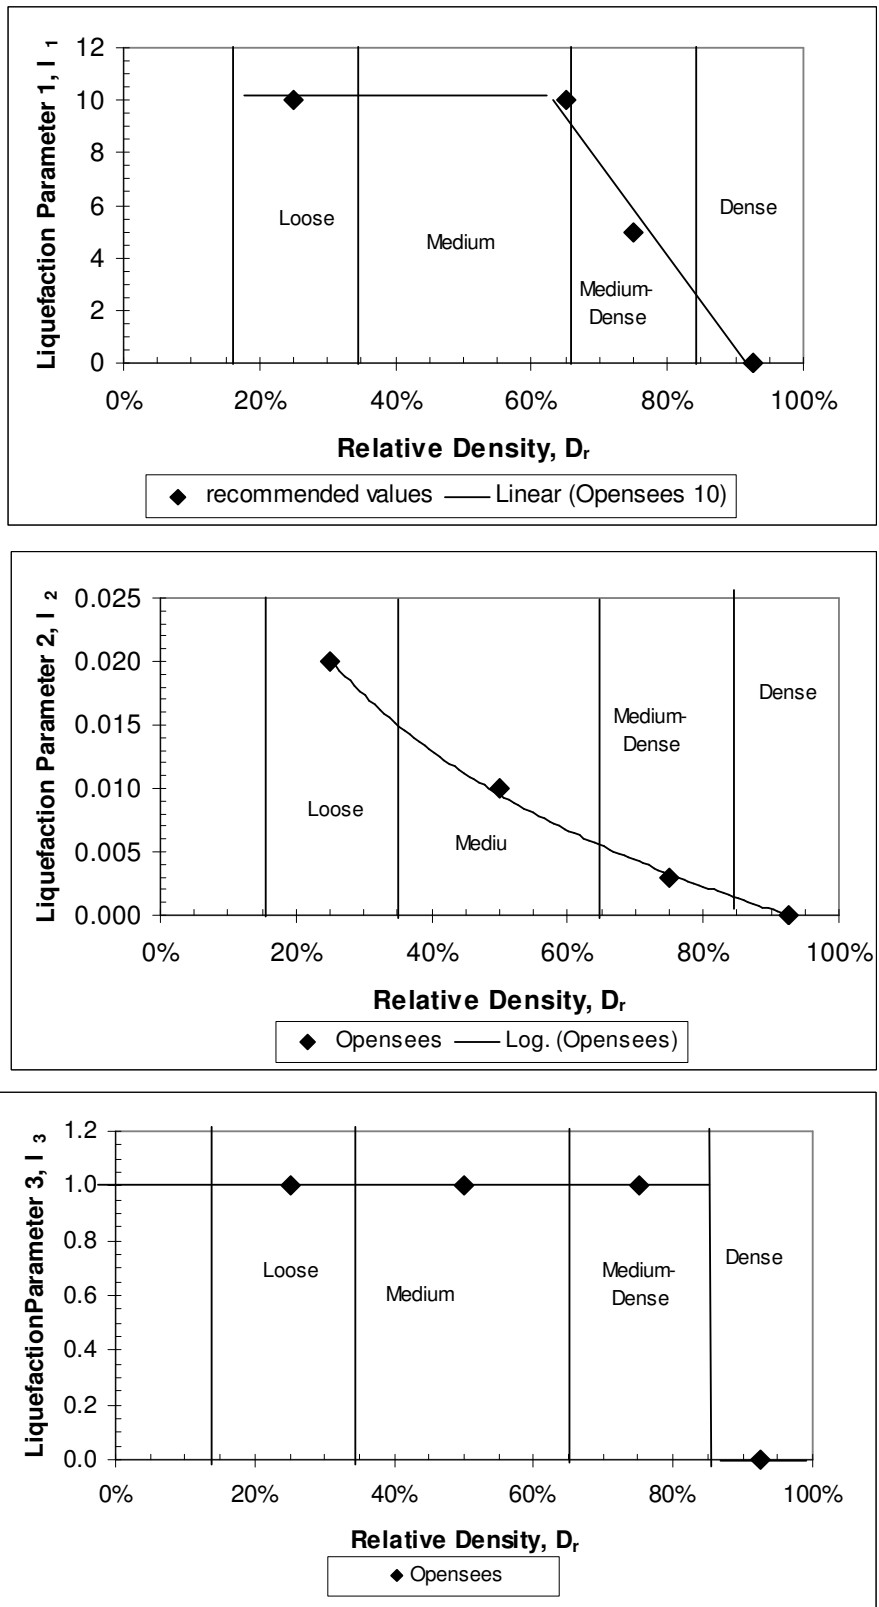 Liquefaction Parameter 1, l 1
12
10
8
6
4
2
0
Loose
Medium
Medium-
Dense
Dense
0% 20% 40% 60% 80% 100%
Relative Density, Dr
recommended values Linear (Opensees 10)
Liquefaction Parameter 2, l 2
0.025
0.020
0.015
0.010
0.005
0.000
Loose
Mediu
Medium-
Dense
Dense
0% 20% 40% 60% 80% 100%
Relative Density, Dr
Opensees Log. (Opensees)
LiquefactionParameter 3, l 3
1.2
1.0
0.8
0.6
0.4
0.2
0.0
Loose
Medium
Medium-
Dense
Dense
0% 20% 40% 60% 80% 100%
Relative Density, Dr
Opensees